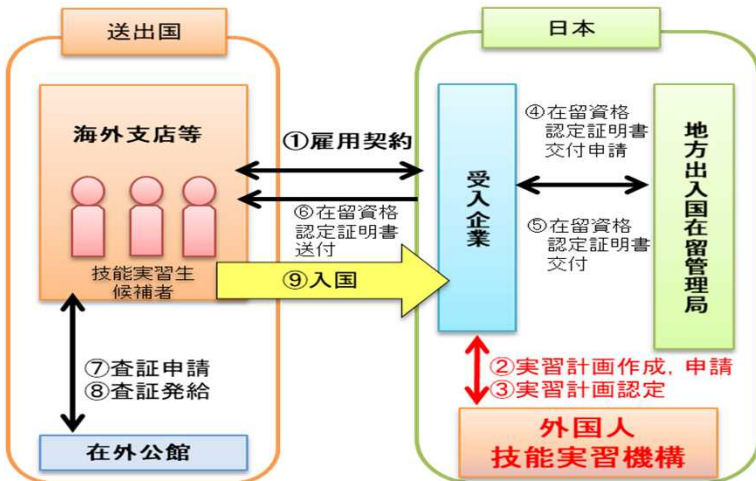 送出国
海外支店等
技能実習生
候補者
⑦査証申請
⑧査証発給
在外公館
①雇用契約
⑥在留資格
認定証明書
送付
⑨入国
日本
受入企業
④在留資格
認定証明書
交付申請
⑤在留資格
認定証明書
交付
地方出入国在留管理局
②実習計画作成，申請
③実習計画認定
外国人
技能実習機構